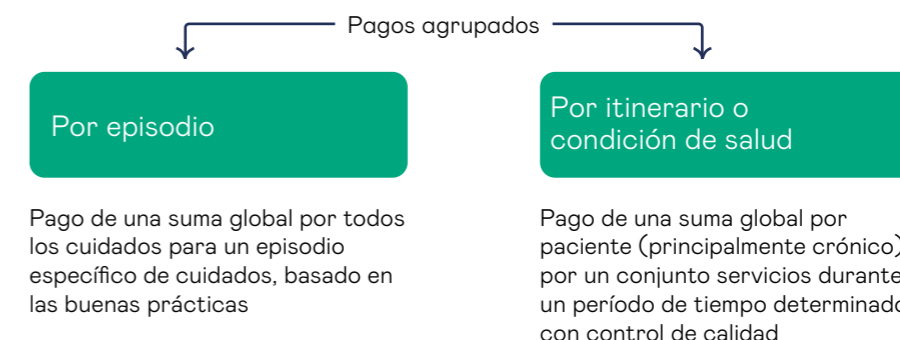 Pagos agrupados
Por episodio
Pago de una suma global por todos
los cuidados para un episodio
específico de cuidados, basado en
las buenas prácticas
Por itinerario o
condición de salud
Pago de una suma global por
paciente (principalmente crónico)
por un conjunto servicios durante
un período de tiempo determinado
con control de calidad